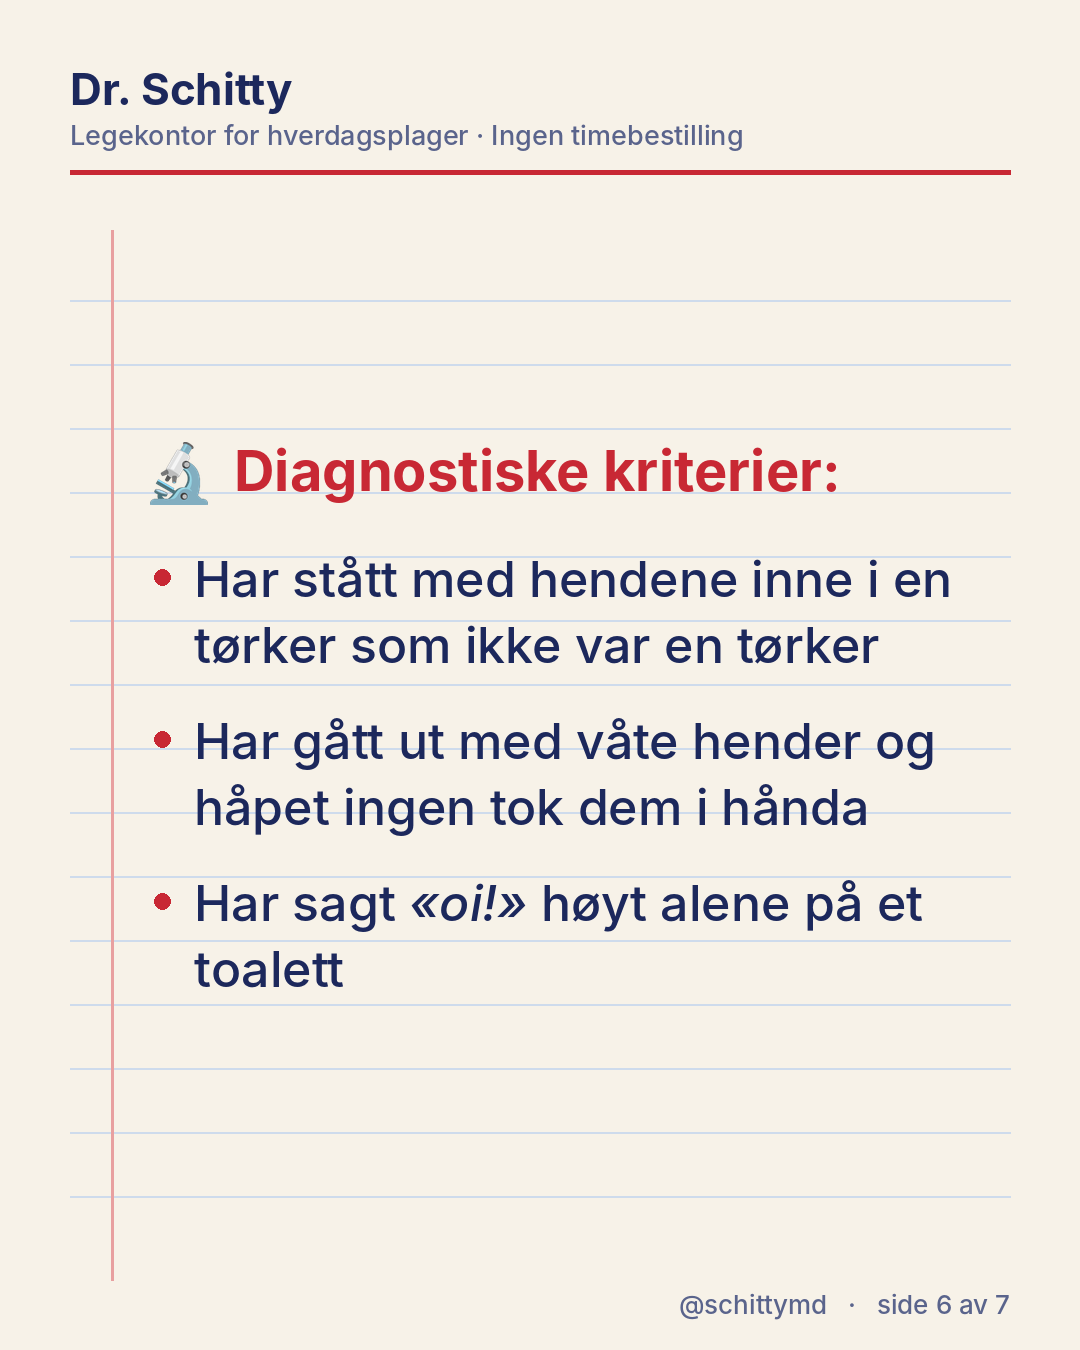 Dr. Schitty
Legekontor for hverdagsplager · Ingen timebestilling
🔬 Diagnostiske kriterier:
• Har stått med hendene inne i en
tørker som ikke var en tørker
• Har gått ut med våte hender og
håpet ingen tok dem i hånda
• Har sagt «oi!» høyt alene på et
toalett
@schittymd · side 6 av 7